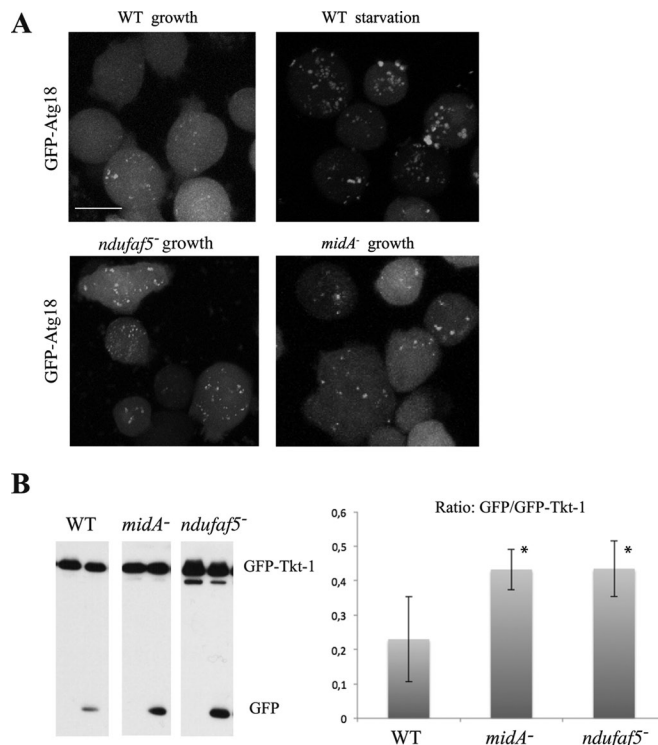 A
WT growth
WT starvation
GFP-Atg18
ndufaf5- growth
midA- growth
GFP-Atg18
B
WT
midA-
ndufaf5-
GFP-Tkt-1
GFP
Ratio: GFP/GFP-Tkt-1
0,6
0,5
0,4
0,3
0,2
0,1
0
*
*
WT
midA-
ndufaf5-